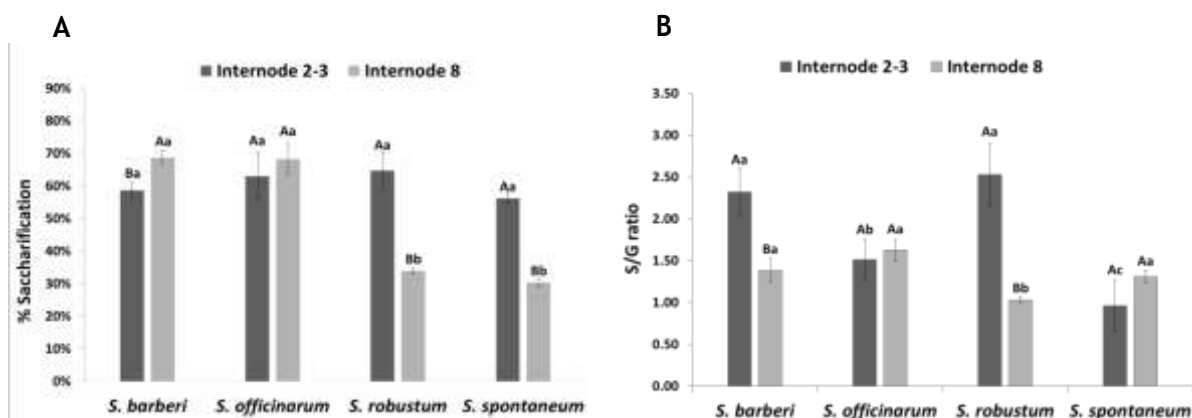 A
Internode 2-3 Internode 8
% Saccharification
90%
80%
70%
60%
50%
40%
30%
20%
10%
0%
Ba Aa Aa Aa Aa Bb Aa Bb
S. barberi S. officinarum S. robustum S. spontaneum
B
Internode 2-3 Internode 8
S/G ratio
3.50
3.00
2.50
2.00
1.50
1.00
0.50
0.00
Aa Ba Ab Aa Aa Bb Ac Aa
S. barberi S. officinarum S. robustum S. spontaneum